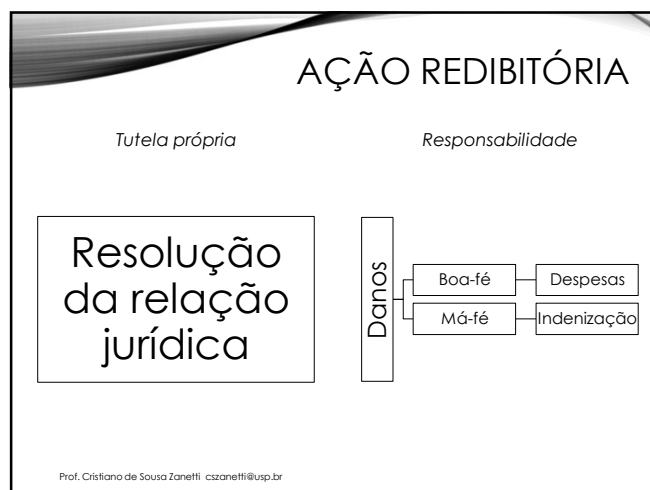 AÇÃO REDIBITÓRIA
Tutela própria
Responsabilidade
Resolução
da relação
jurídica
Danos
Boa-fé
Despesas
Má-fé
Indenização
Prof. Cristiano de Sousa Zanetti cszanetti@usp.br